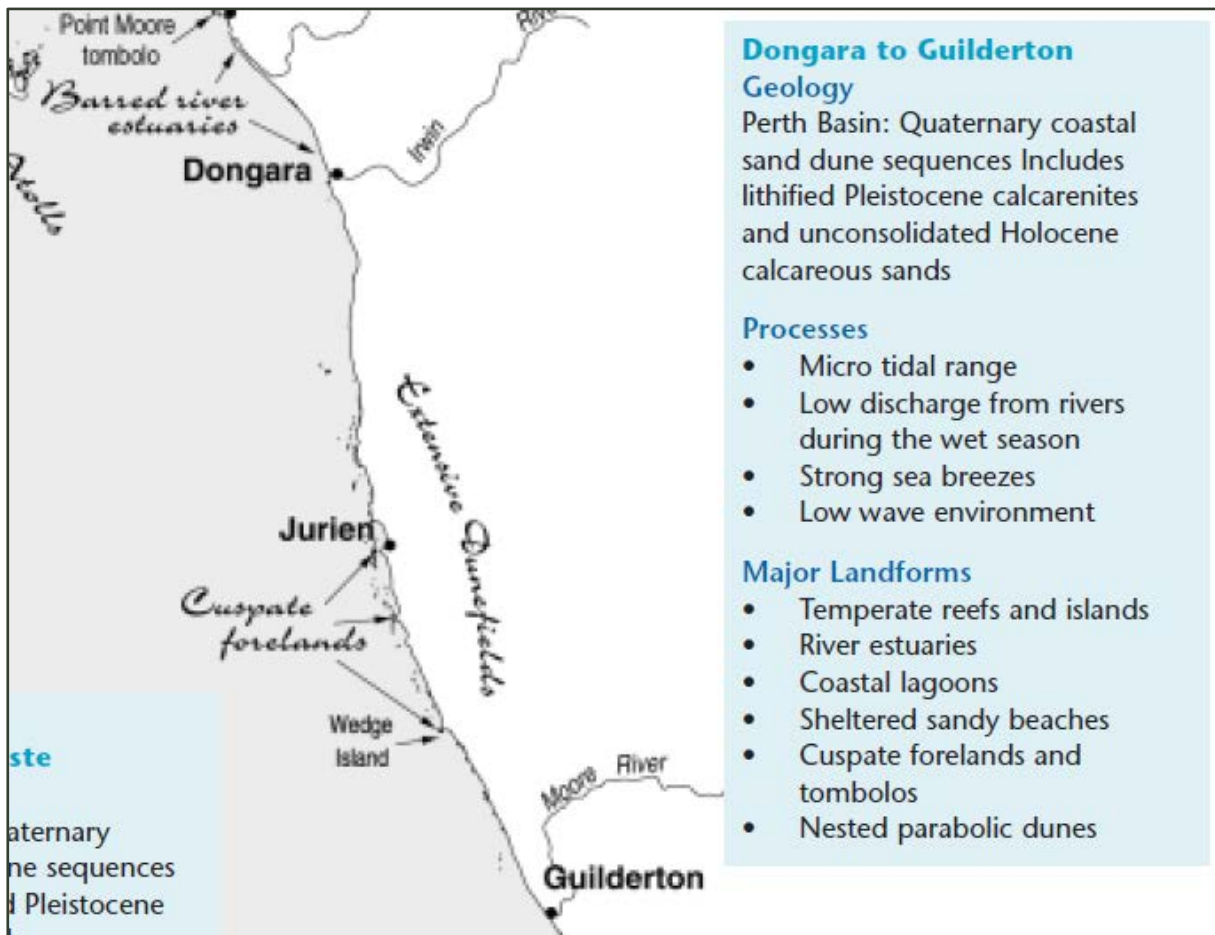 Point Moore
tombolo
Barred river
estuaries
Dongara
Irwin
Jurien
Extensive Dunefields
Cuspate
forelands
Wedge
Island
Moore River
Guilderton
ste
aternary
ne sequences
d Pleistocene
Dongara to Guilderton
Geology
Perth Basin: Quaternary coastal
sand dune sequences Includes
lithified Pleistocene calcarenites
and unconsolidated Holocene
calcareous sands
Processes
• Micro tidal range
• Low discharge from rivers
during the wet season
• Strong sea breezes
• Low wave environment
Major Landforms
• Temperate reefs and islands
• River estuaries
• Coastal lagoons
• Sheltered sandy beaches
• Cuspate forelands and
tombolos
• Nested parabolic dunes